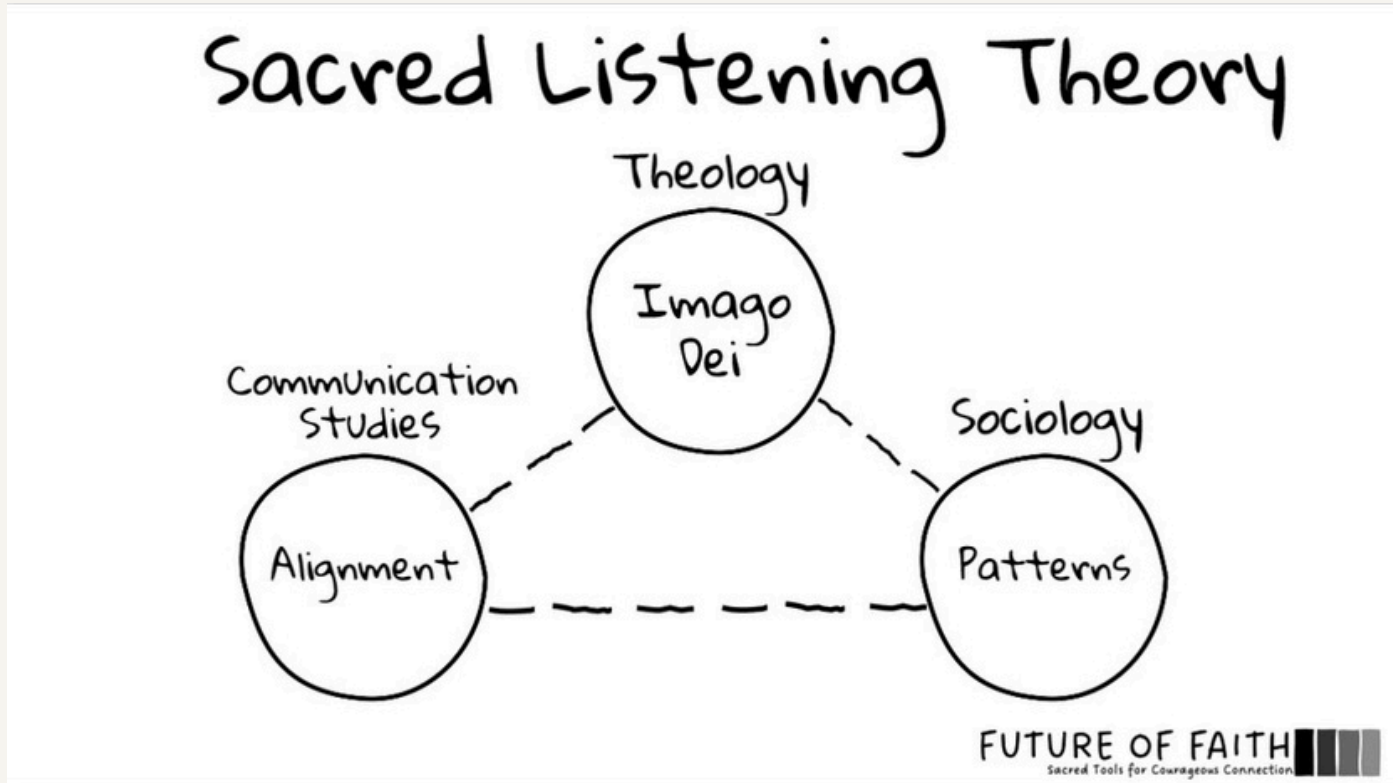 Sacred Listening Theory
Theology
Imago
Dei
Communication
Studies
Alignment
Sociology
Patterns
FUTURE OF FAITH
Sacred Tools for Courageous Connection